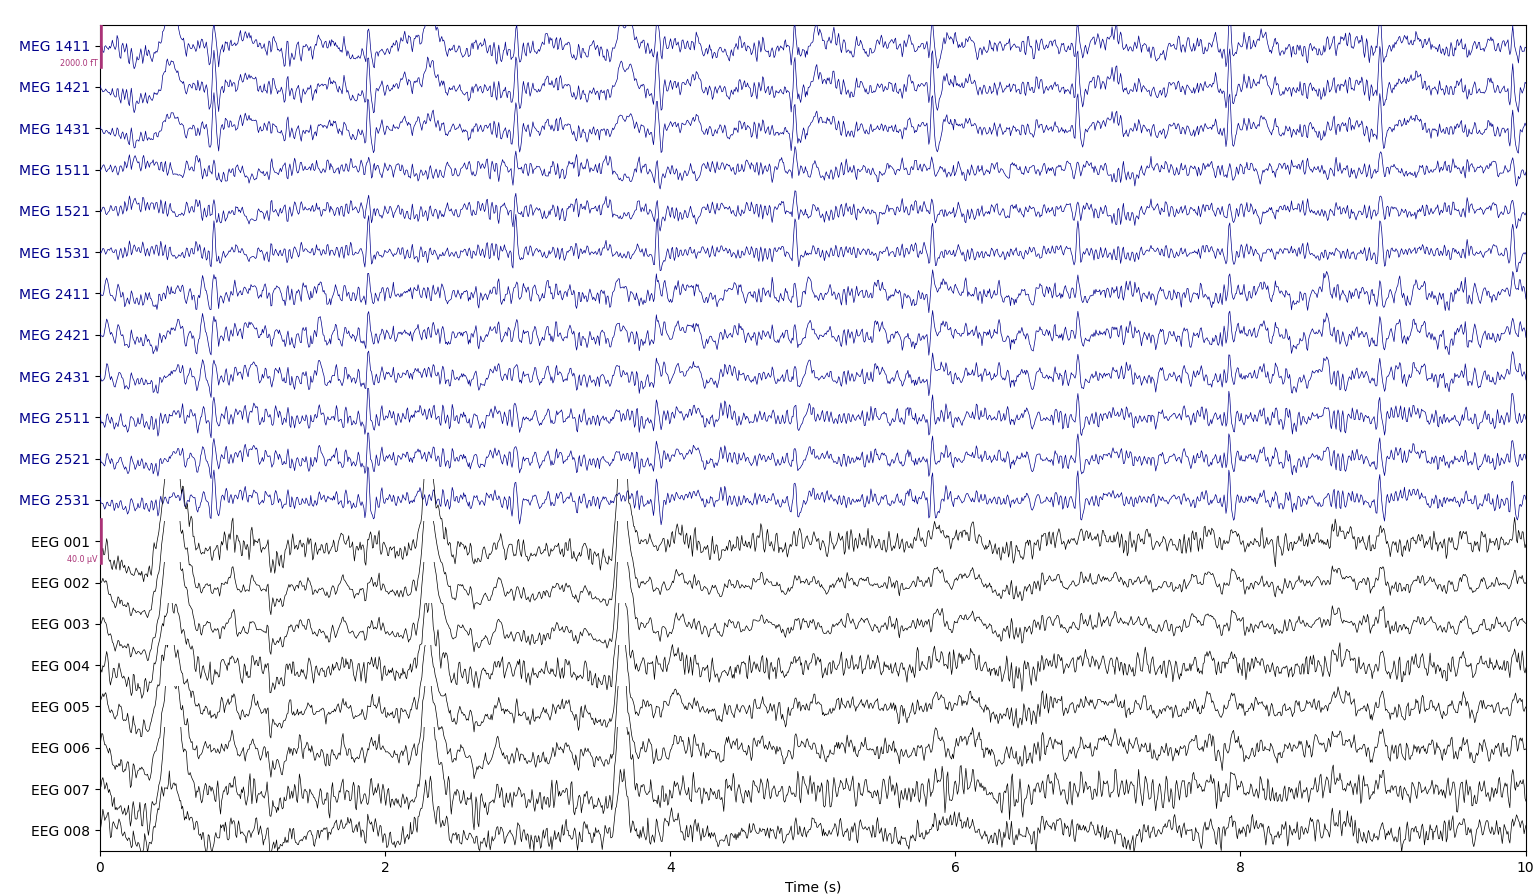 MEG 1411
2000.0 fT
MEG 1421
MEG 1431
MEG 1511
MEG 1521
MEG 1531
MEG 2411
MEG 2421
MEG 2431
MEG 2511
MEG 2521
MEG 2531
EEG 001
40.0 µV
EEG 002
EEG 003
EEG 004
EEG 005
EEG 006
EEG 007
EEG 008
0 2 4 6 8 10
Time (s)